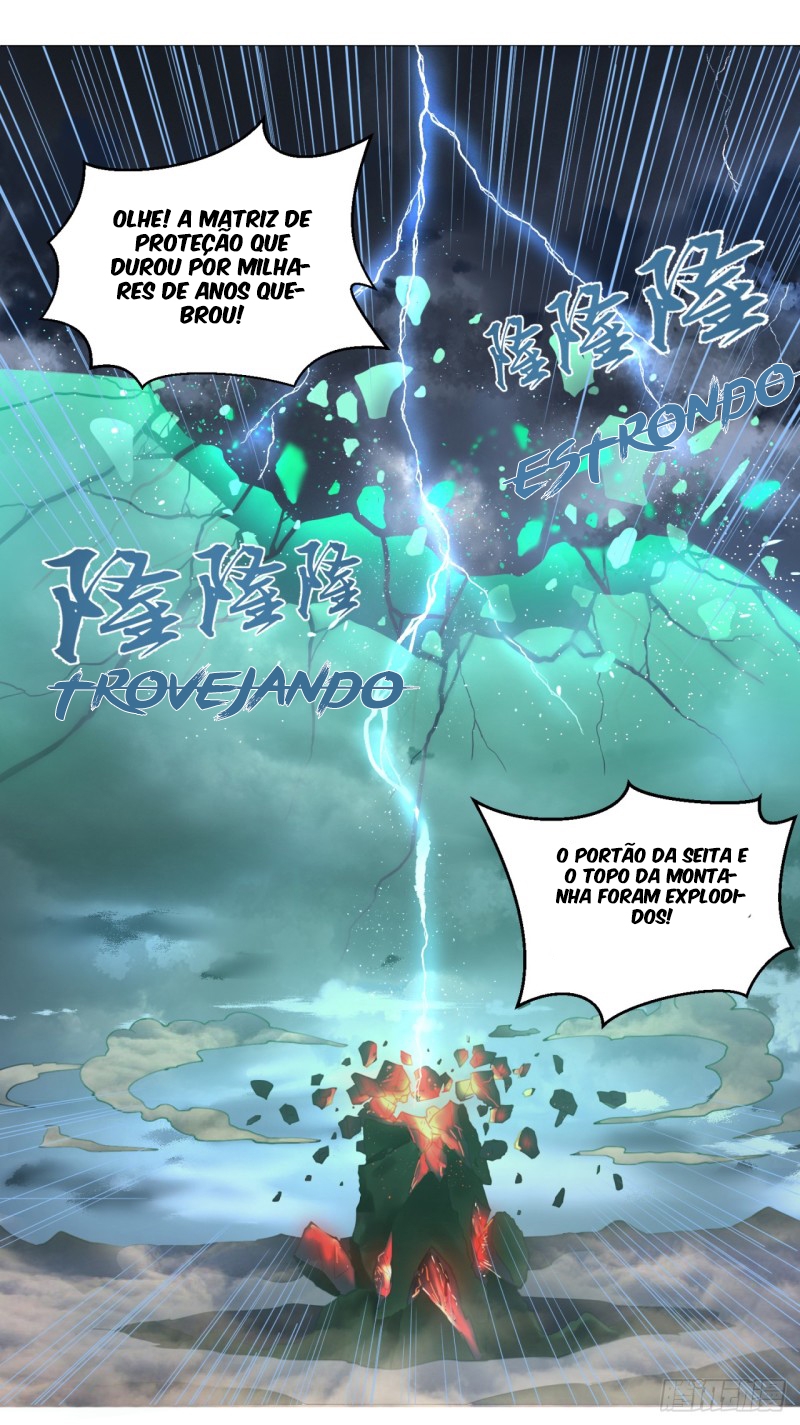 OLHE! A MATRIZ DE
PROTEÇÃO QUE
DUROU POR MILHA-
RES DE ANOS QUE-
BROU!
隆隆隆
ESTRONDO
隆隆隆
TROVEJANDO
O PORTÃO DA SEITA E
O TOPO DA MONTA-
NHA FORAM EXPLODI-
DOS!